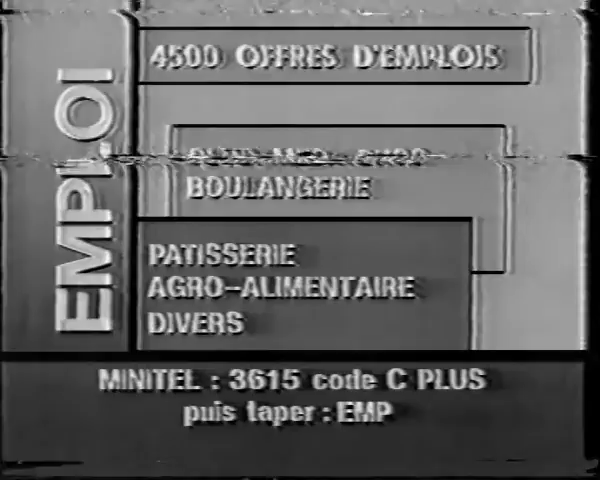 4500 OFFRES D'EMPLOIS
EMPLOI
BOULANGERIE
PATISSERIE
AGRO-ALIMENTAIRE
DIVERS
MINITEL : 3615 code C PLUS
puis taper : EMP